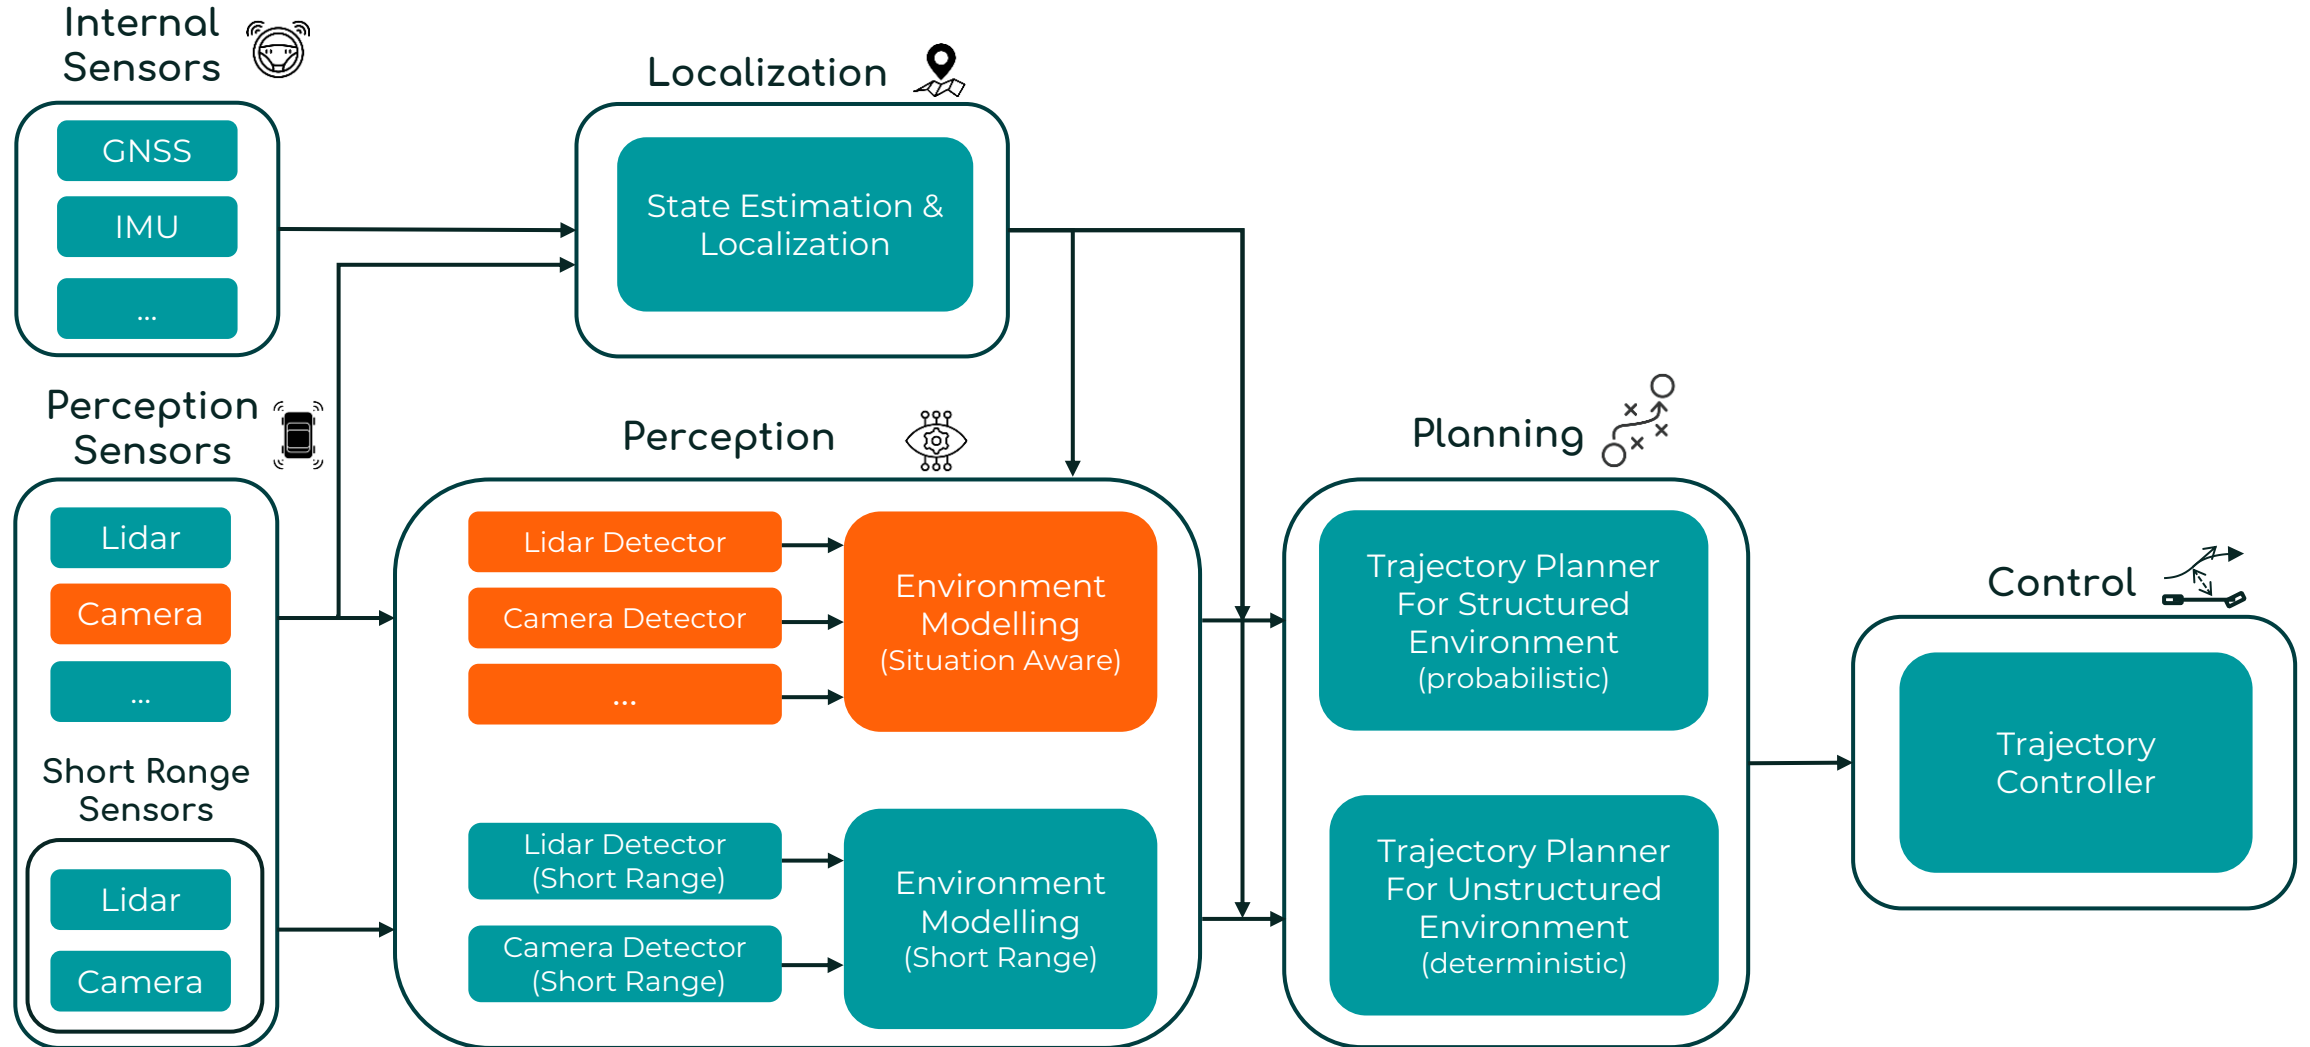 Internal
Sensors
GNSS
IMU
...
Localization
State Estimation &
Localization
Perception
Sensors
Lidar
Camera
...
Short Range
Sensors
Lidar
Camera
Perception
Lidar Detector
Camera Detector
...
Environment
Modelling
(Situation Aware)
Lidar Detector
(Short Range)
Camera Detector
(Short Range)
Environment
Modelling
(Short Range)
Planning
Trajectory Planner
For Structured
Environment
(probabilistic)
Trajectory Planner
For Unstructured
Environment
(deterministic)
Control
Trajectory
Controller